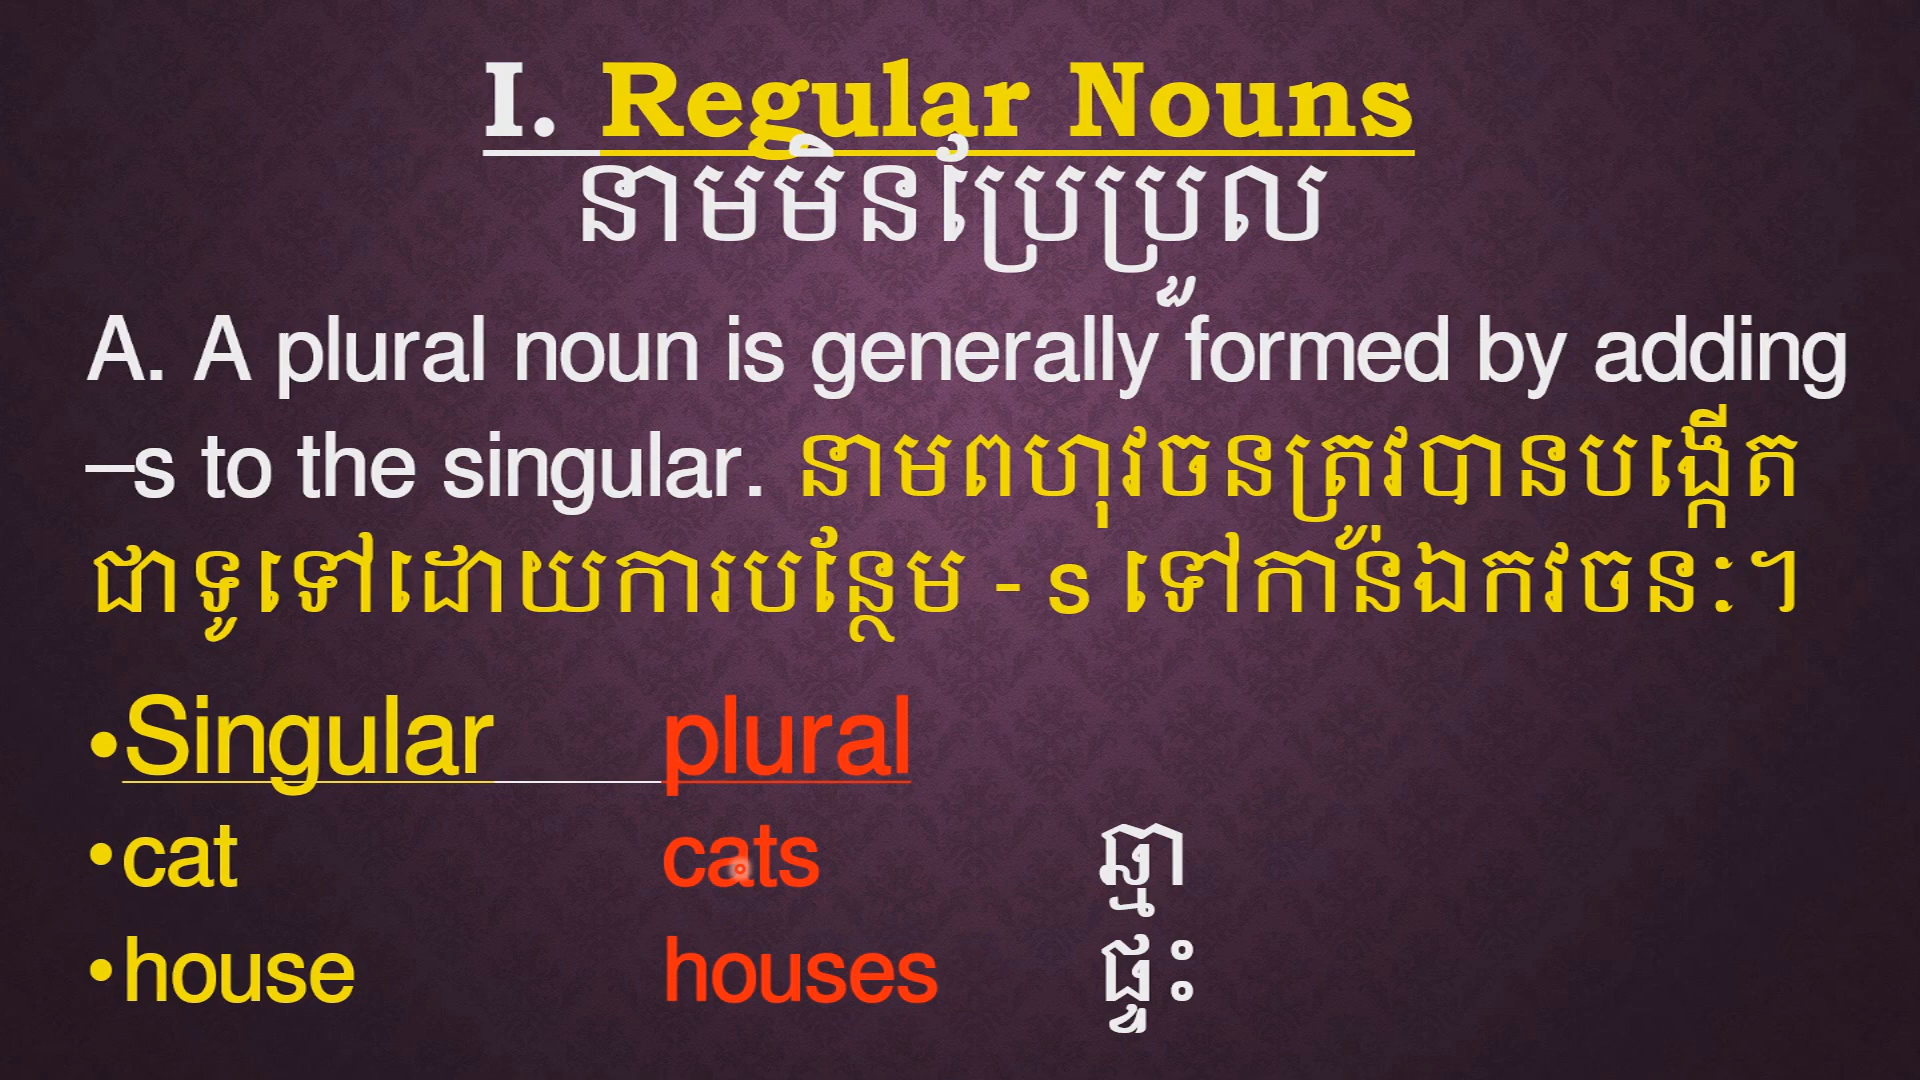 I. Regular Nouns
នាមមិនប្រែប្រួល
A. A plural noun is generally formed by adding
–s to the singular. នាមពហុវចនត្រូវបានបង្កើត
ជាទូទៅដោយការបន្ថែម - s ទៅកាន់ឯកវចនៈ។
•Singular plural
•cat cats ឆ្មា
•house houses ផ្ទះ